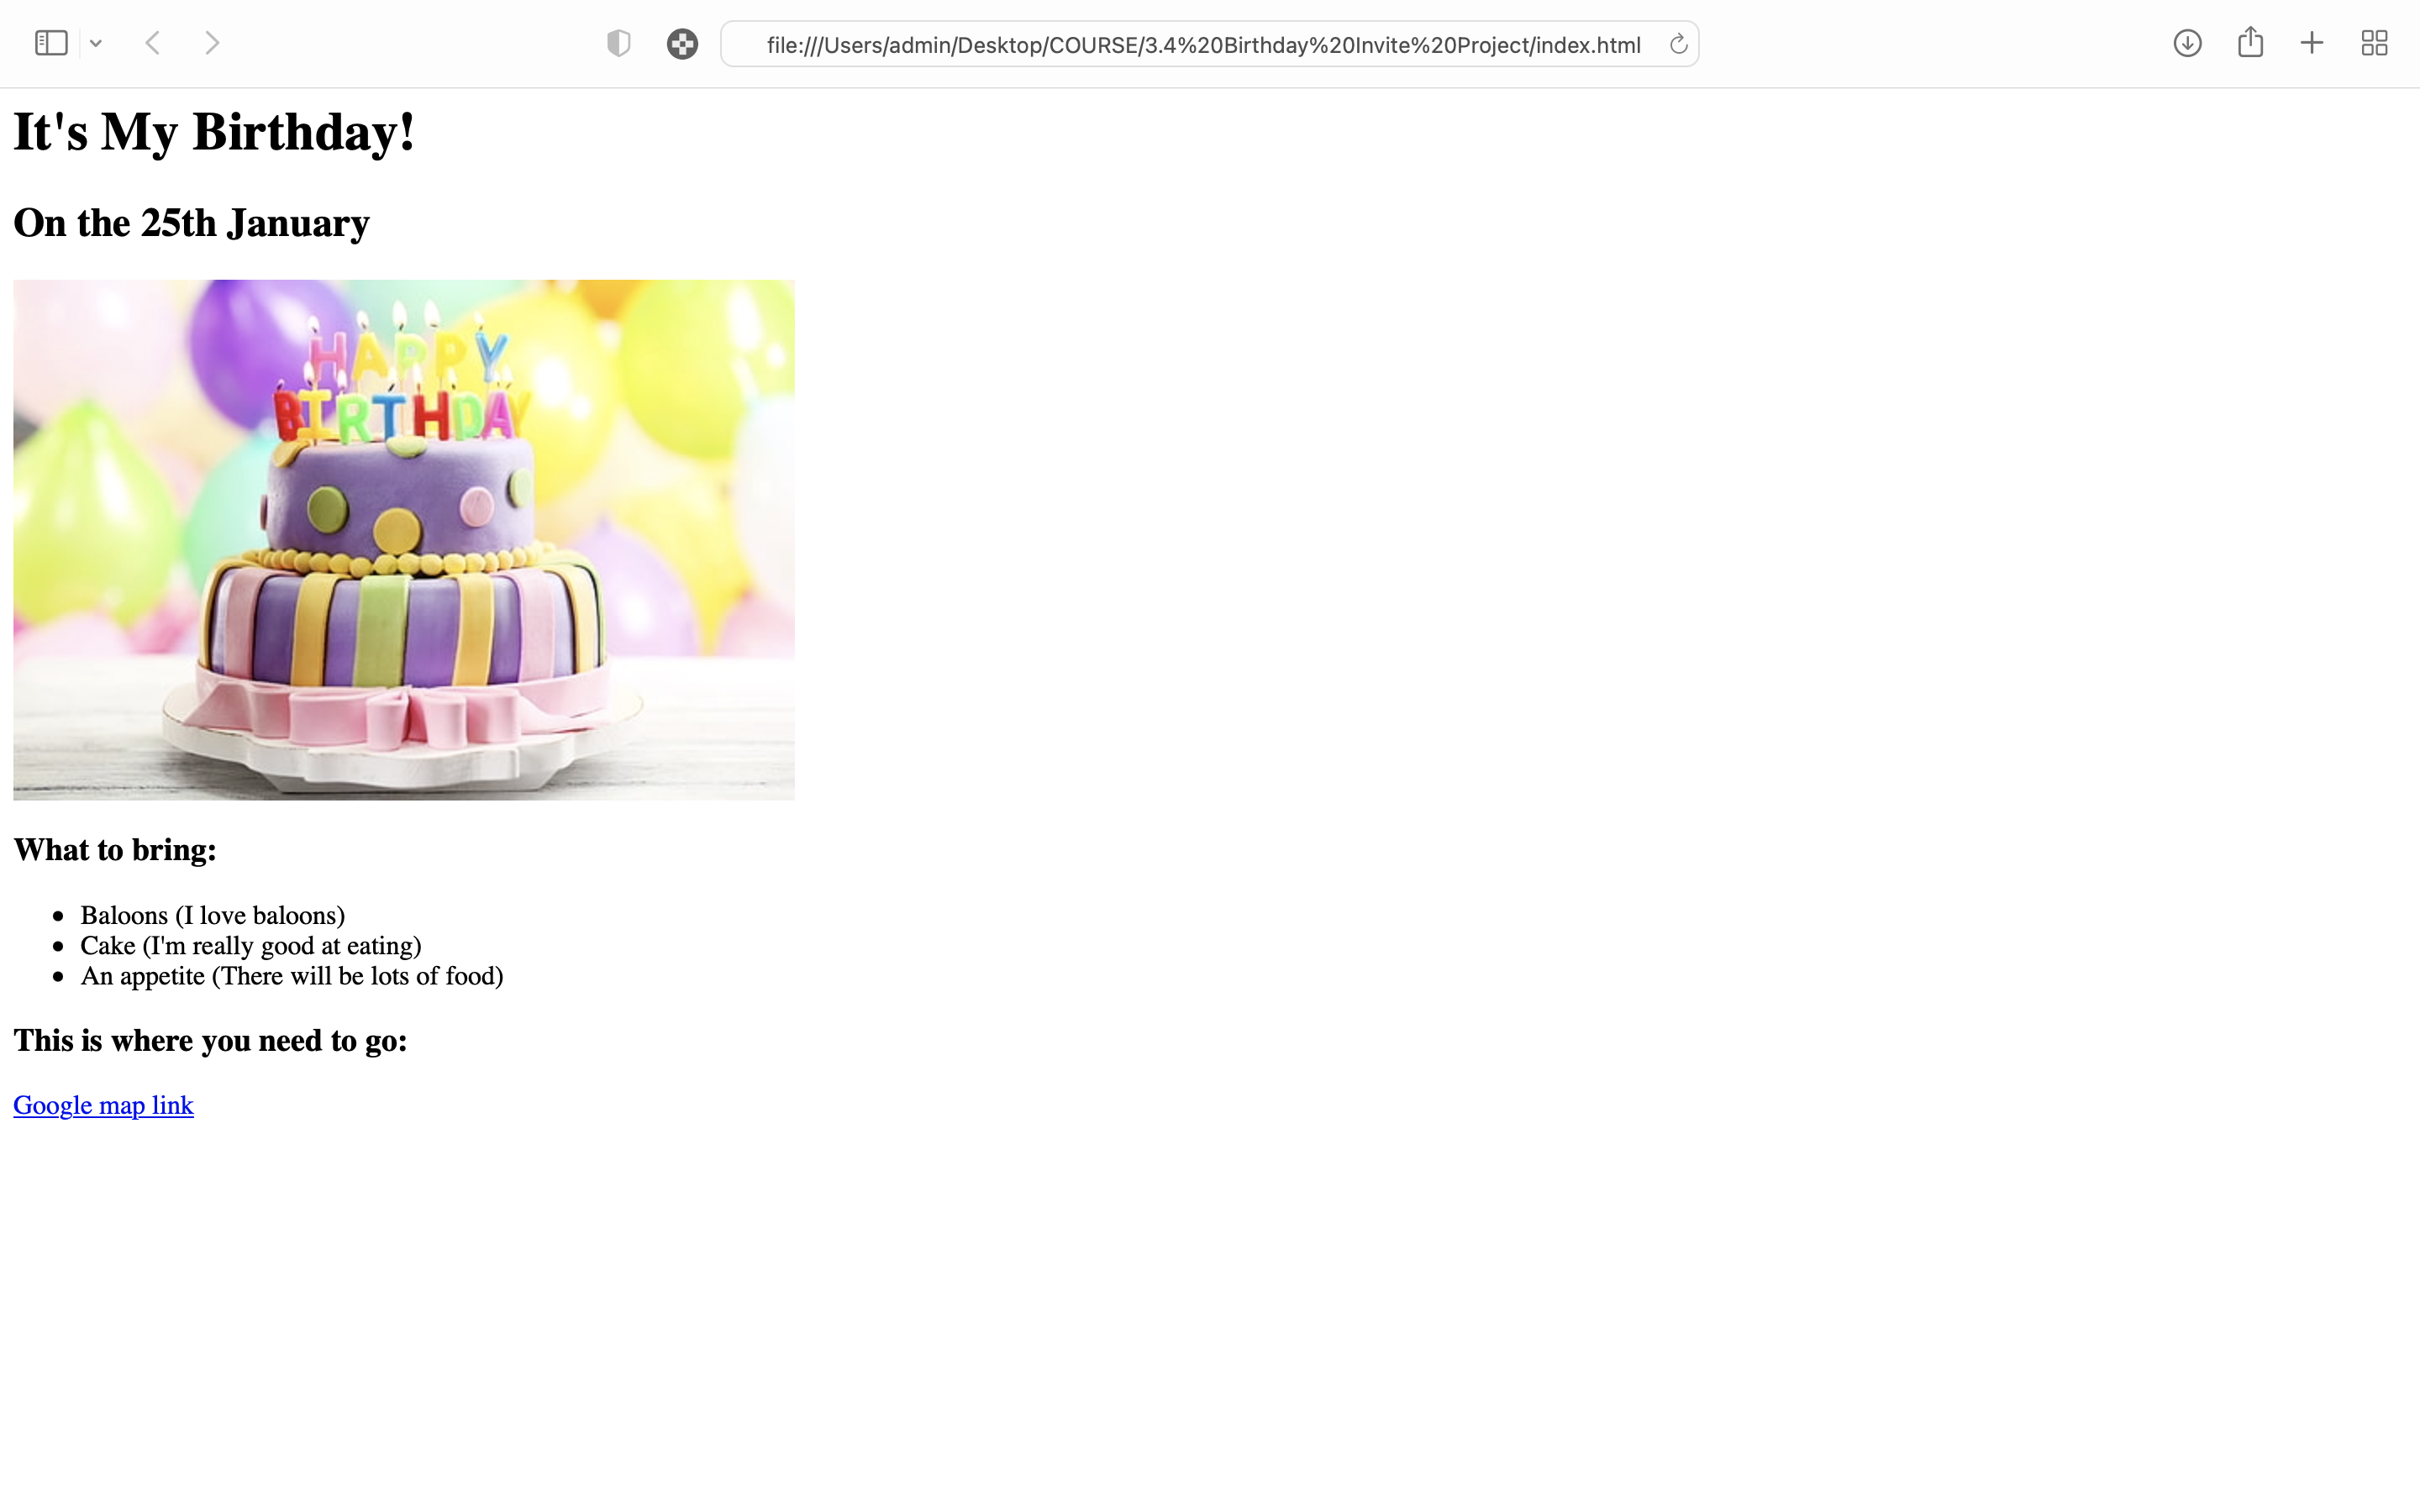 file:///Users/admin/Desktop/COURSE/3.4%20Birthday%20Invite%20Project/index.html
It's My Birthday!
On the 25th January
HAPPY
BIRTHDAY
What to bring:
Baloons (I love baloons)
Cake (I'm really good at eating)
An appetite (There will be lots of food)
This is where you need to go:
Google map link